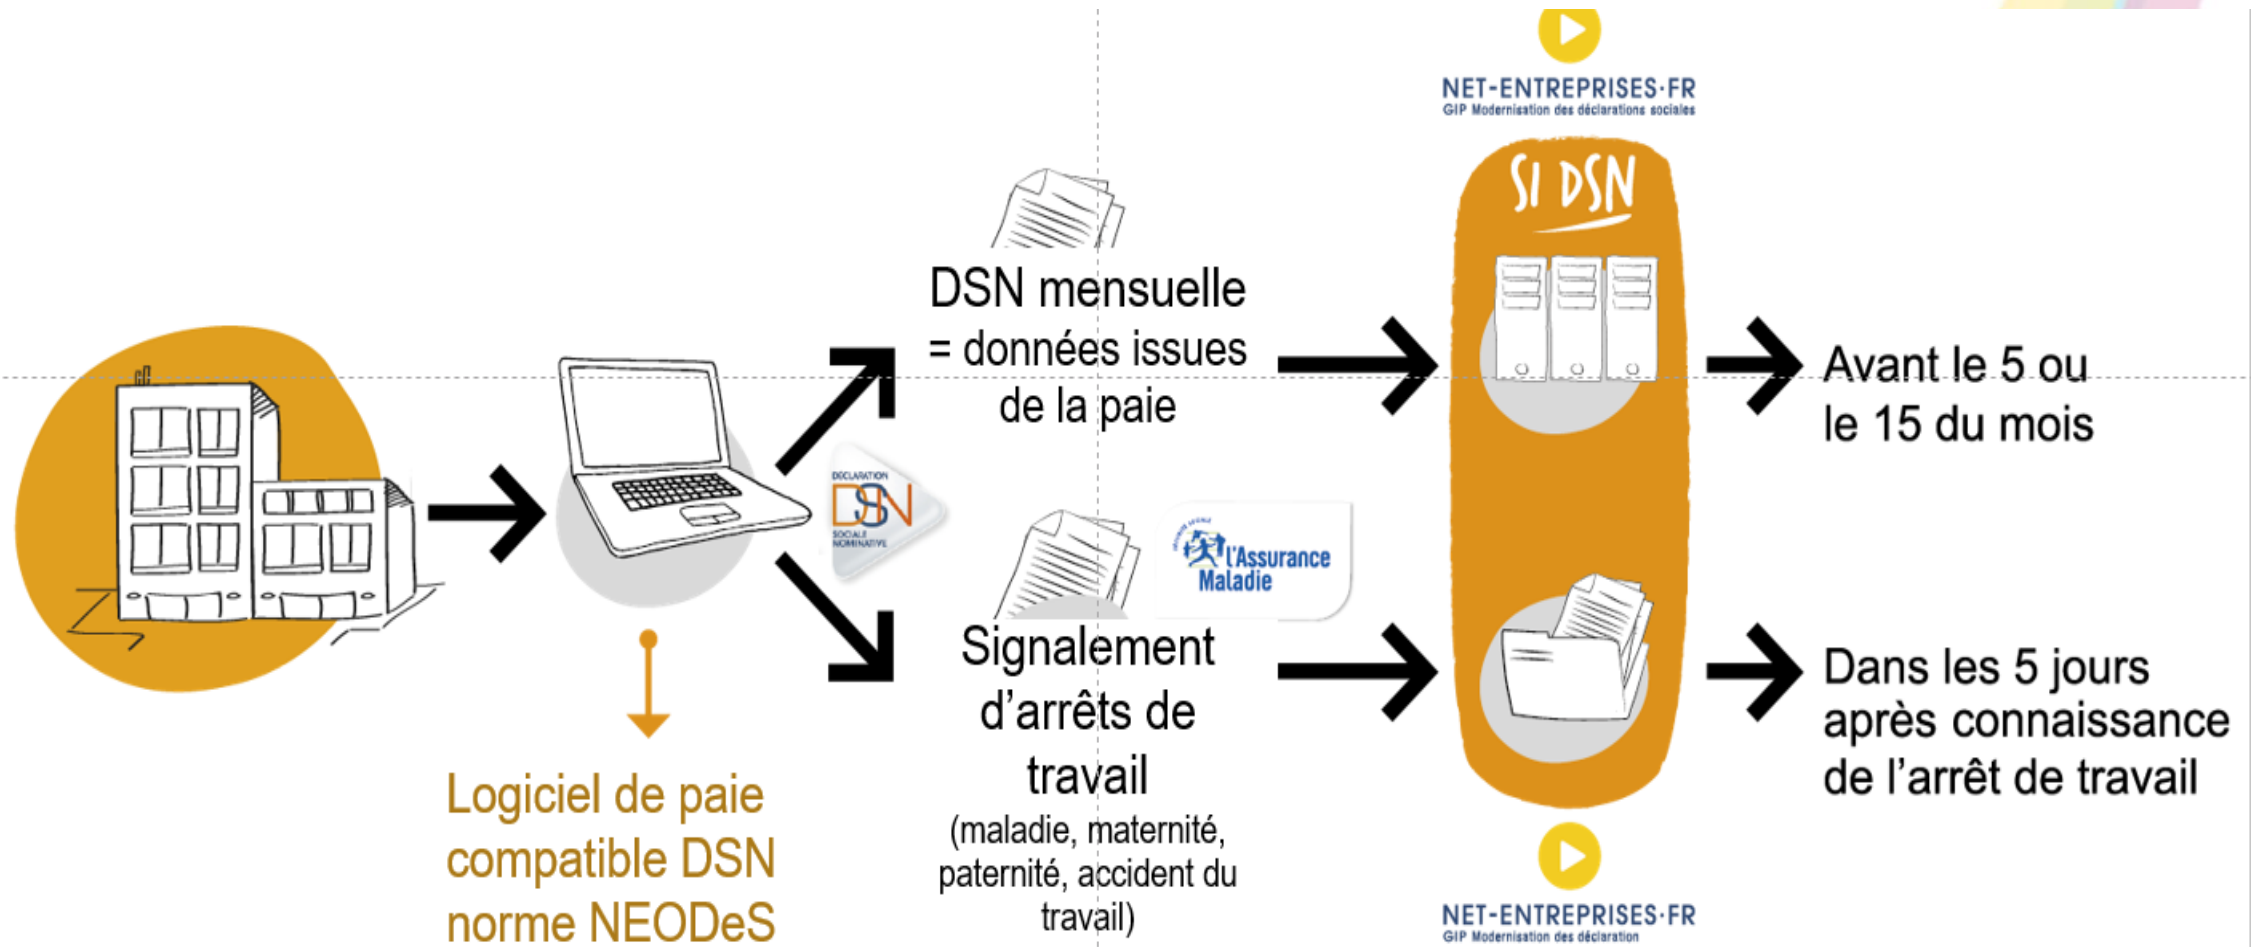 NET-ENTREPRISES·FR
GIP Modernisation des déclarations sociales
SI DSN
DSN mensuelle
= données issues
de la paie
Avant le 5 ou
le 15 du mois
DECLARATION
DSN
SOCIALE
NOMINATIVE
l'Assurance
Maladie
Signalement
d'arrêts de
travail
(maladie, maternité,
paternité, accident du
travail)
Dans les 5 jours
après connaissance
de l'arrêt de travail
Logiciel de paie
compatible DSN
norme NEODeS
NET-ENTREPRISES·FR
GIP Modernisation des déclaration